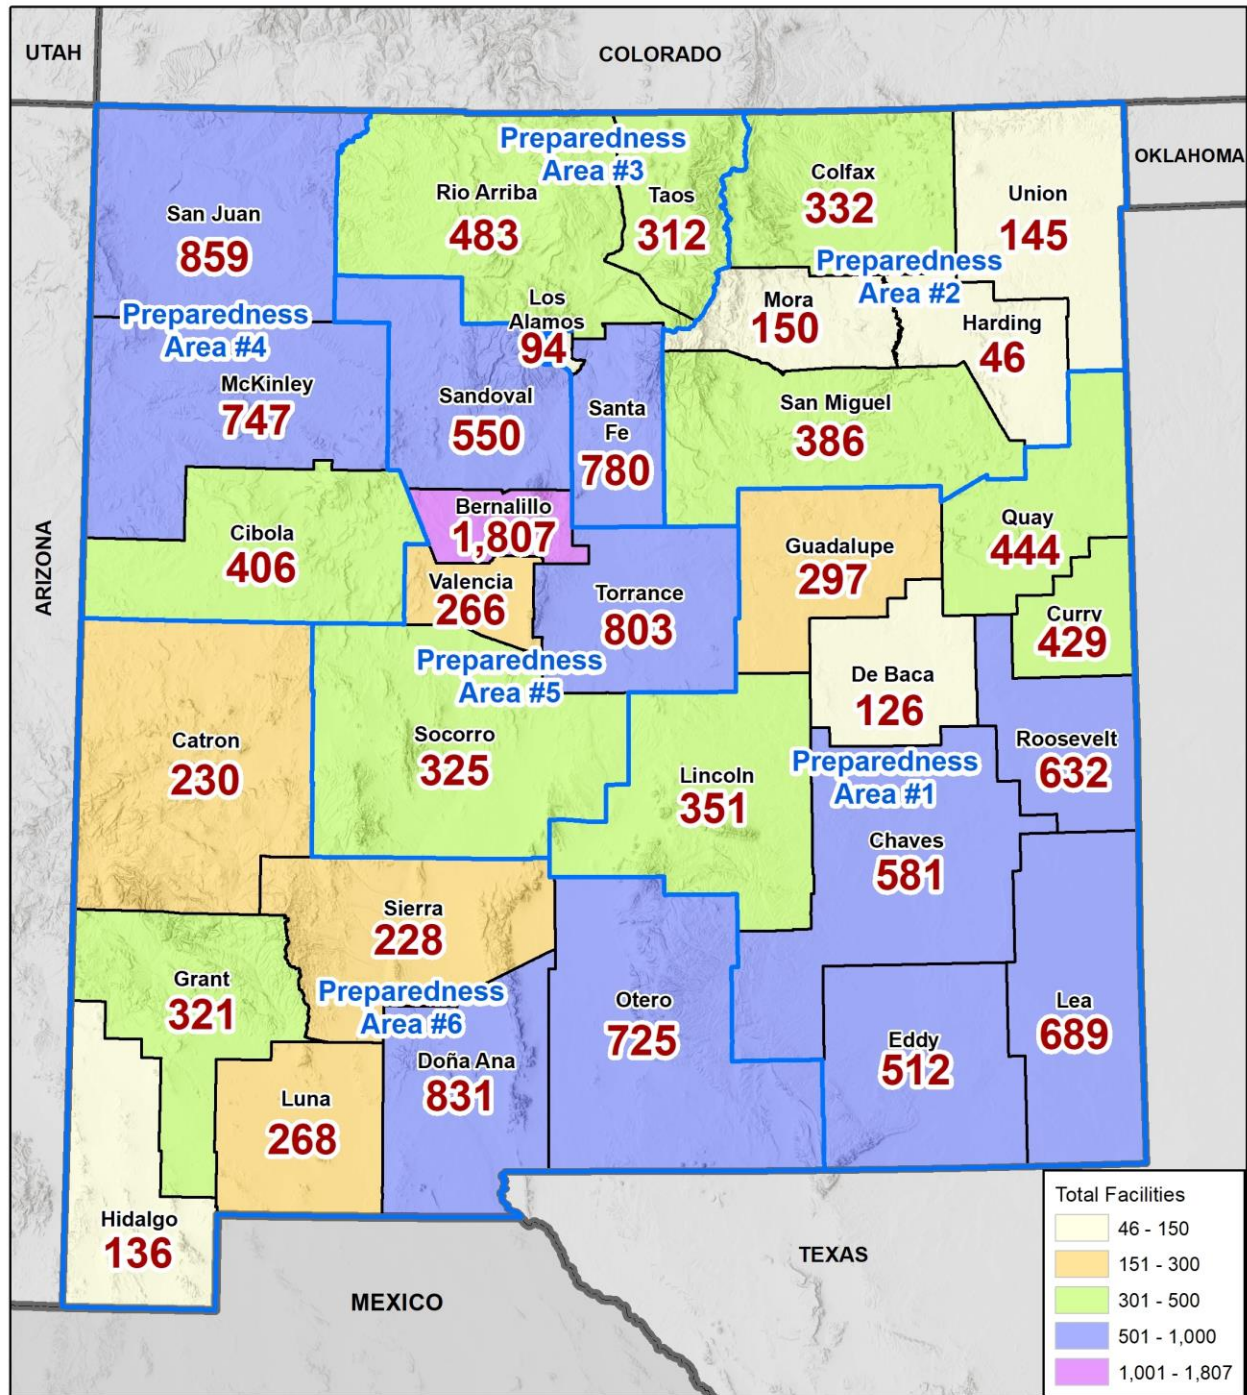 UTAH
COLORADO
OKLAHOMA
ARIZONA
TEXAS
MEXICO
San Juan
859
Rio Arriba
483
Preparedness
Area #3
Taos
312
Colfax
332
Union
145
Preparedness
Area #2
Mora
150
Harding
46
Preparedness
Area #4
McKinley
747
Los
Alamos
94
Sandoval
550
Santa
Fe
780
San Miguel
386
Cibola
406
Bernalillo
1,807
Valencia
266
Torrance
803
Guadalupe
297
Quay
444
Curry
429
De Baca
126
Roosevelt
632
Preparedness
Area #5
Catron
230
Socorro
325
Lincoln
351
Preparedness
Area #1
Chaves
581
Sierra
228
Grant
321
Preparedness
Area #6
Doña Ana
831
Otero
725
Eddy
512
Lea
689
Luna
268
Hidalgo
136
Total Facilities
46 - 150
151 - 300
301 - 500
501 - 1,000
1,001 - 1,807